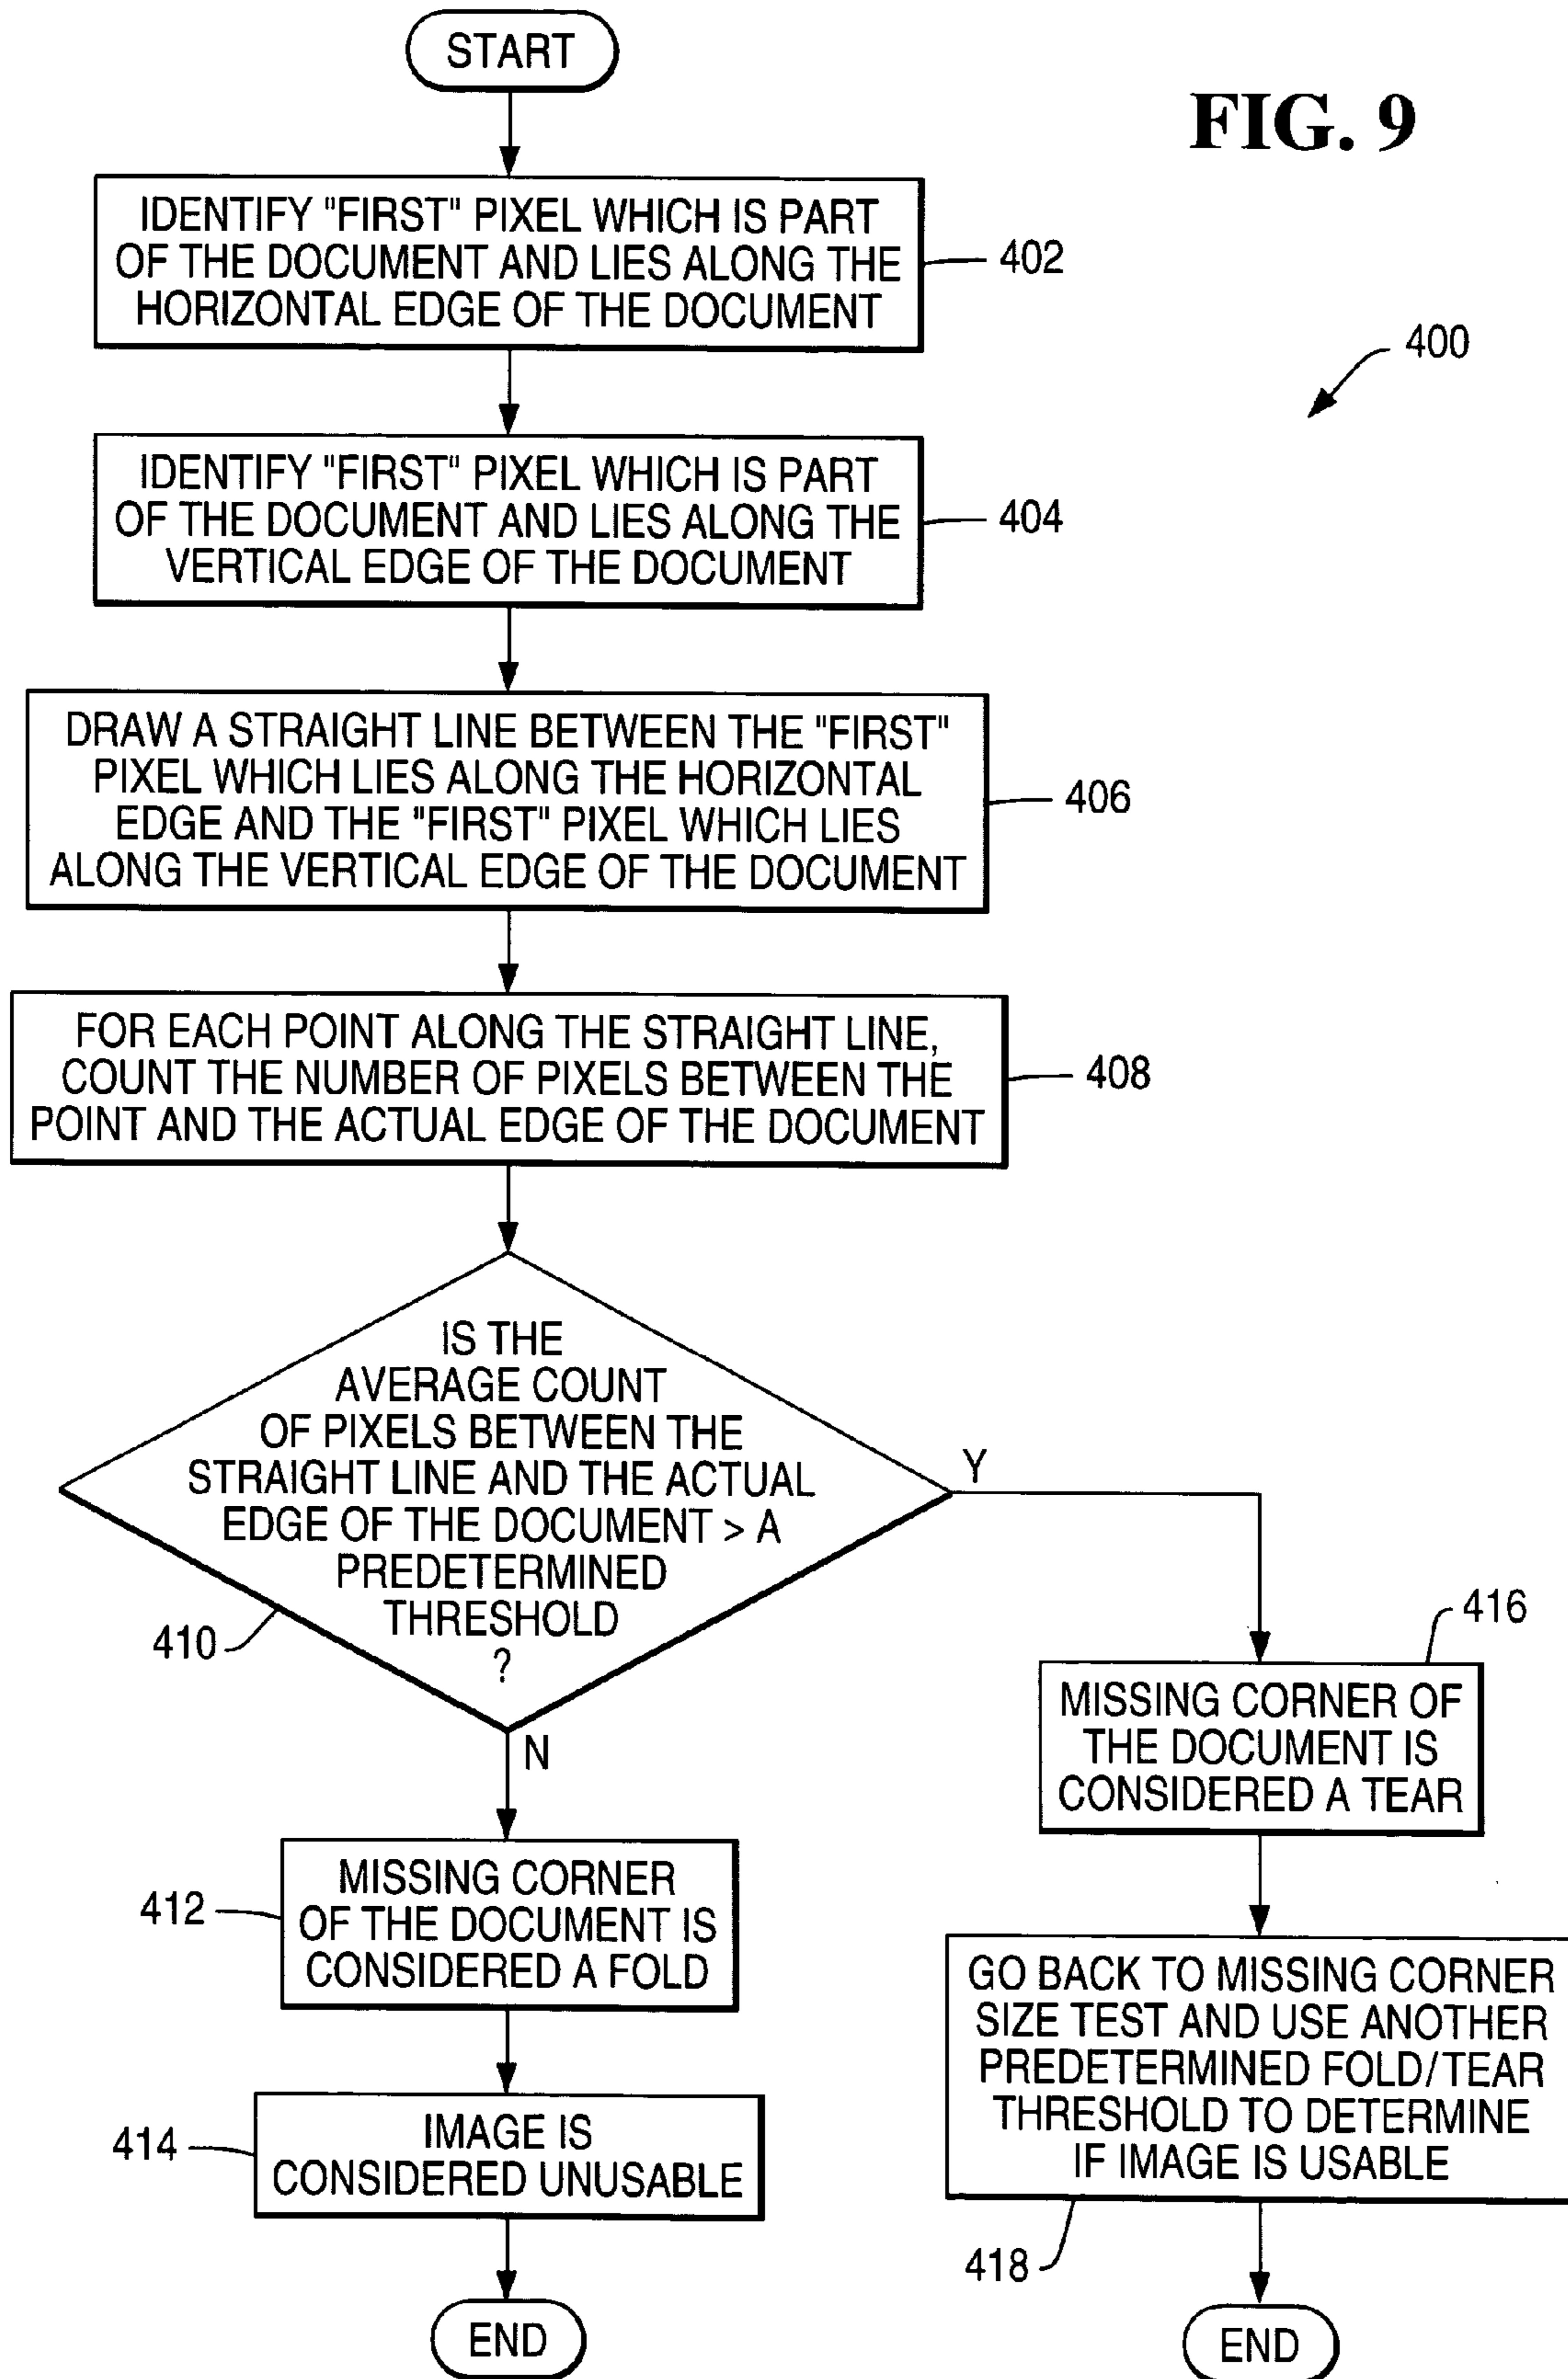 START
FIG. 9
IDENTIFY "FIRST" PIXEL WHICH IS PART
OF THE DOCUMENT AND LIES ALONG THE
HORIZONTAL EDGE OF THE DOCUMENT
402
400
IDENTIFY "FIRST" PIXEL WHICH IS PART
OF THE DOCUMENT AND LIES ALONG THE
VERTICAL EDGE OF THE DOCUMENT
404
DRAW A STRAIGHT LINE BETWEEN THE "FIRST"
PIXEL WHICH LIES ALONG THE HORIZONTAL
EDGE AND THE "FIRST" PIXEL WHICH LIES
ALONG THE VERTICAL EDGE OF THE DOCUMENT
406
FOR EACH POINT ALONG THE STRAIGHT LINE,
COUNT THE NUMBER OF PIXELS BETWEEN THE
POINT AND THE ACTUAL EDGE OF THE DOCUMENT
408
IS THE
AVERAGE COUNT
OF PIXELS BETWEEN THE
STRAIGHT LINE AND THE ACTUAL
EDGE OF THE DOCUMENT > A
PREDETERMINED
THRESHOLD
?
410
Y
N
416
MISSING CORNER OF
THE DOCUMENT IS
CONSIDERED A TEAR
412
MISSING CORNER
OF THE DOCUMENT IS
CONSIDERED A FOLD
GO BACK TO MISSING CORNER
SIZE TEST AND USE ANOTHER
PREDETERMINED FOLD/TEAR
THRESHOLD TO DETERMINE
IF IMAGE IS USABLE
418
414
IMAGE IS
CONSIDERED UNUSABLE
END
END